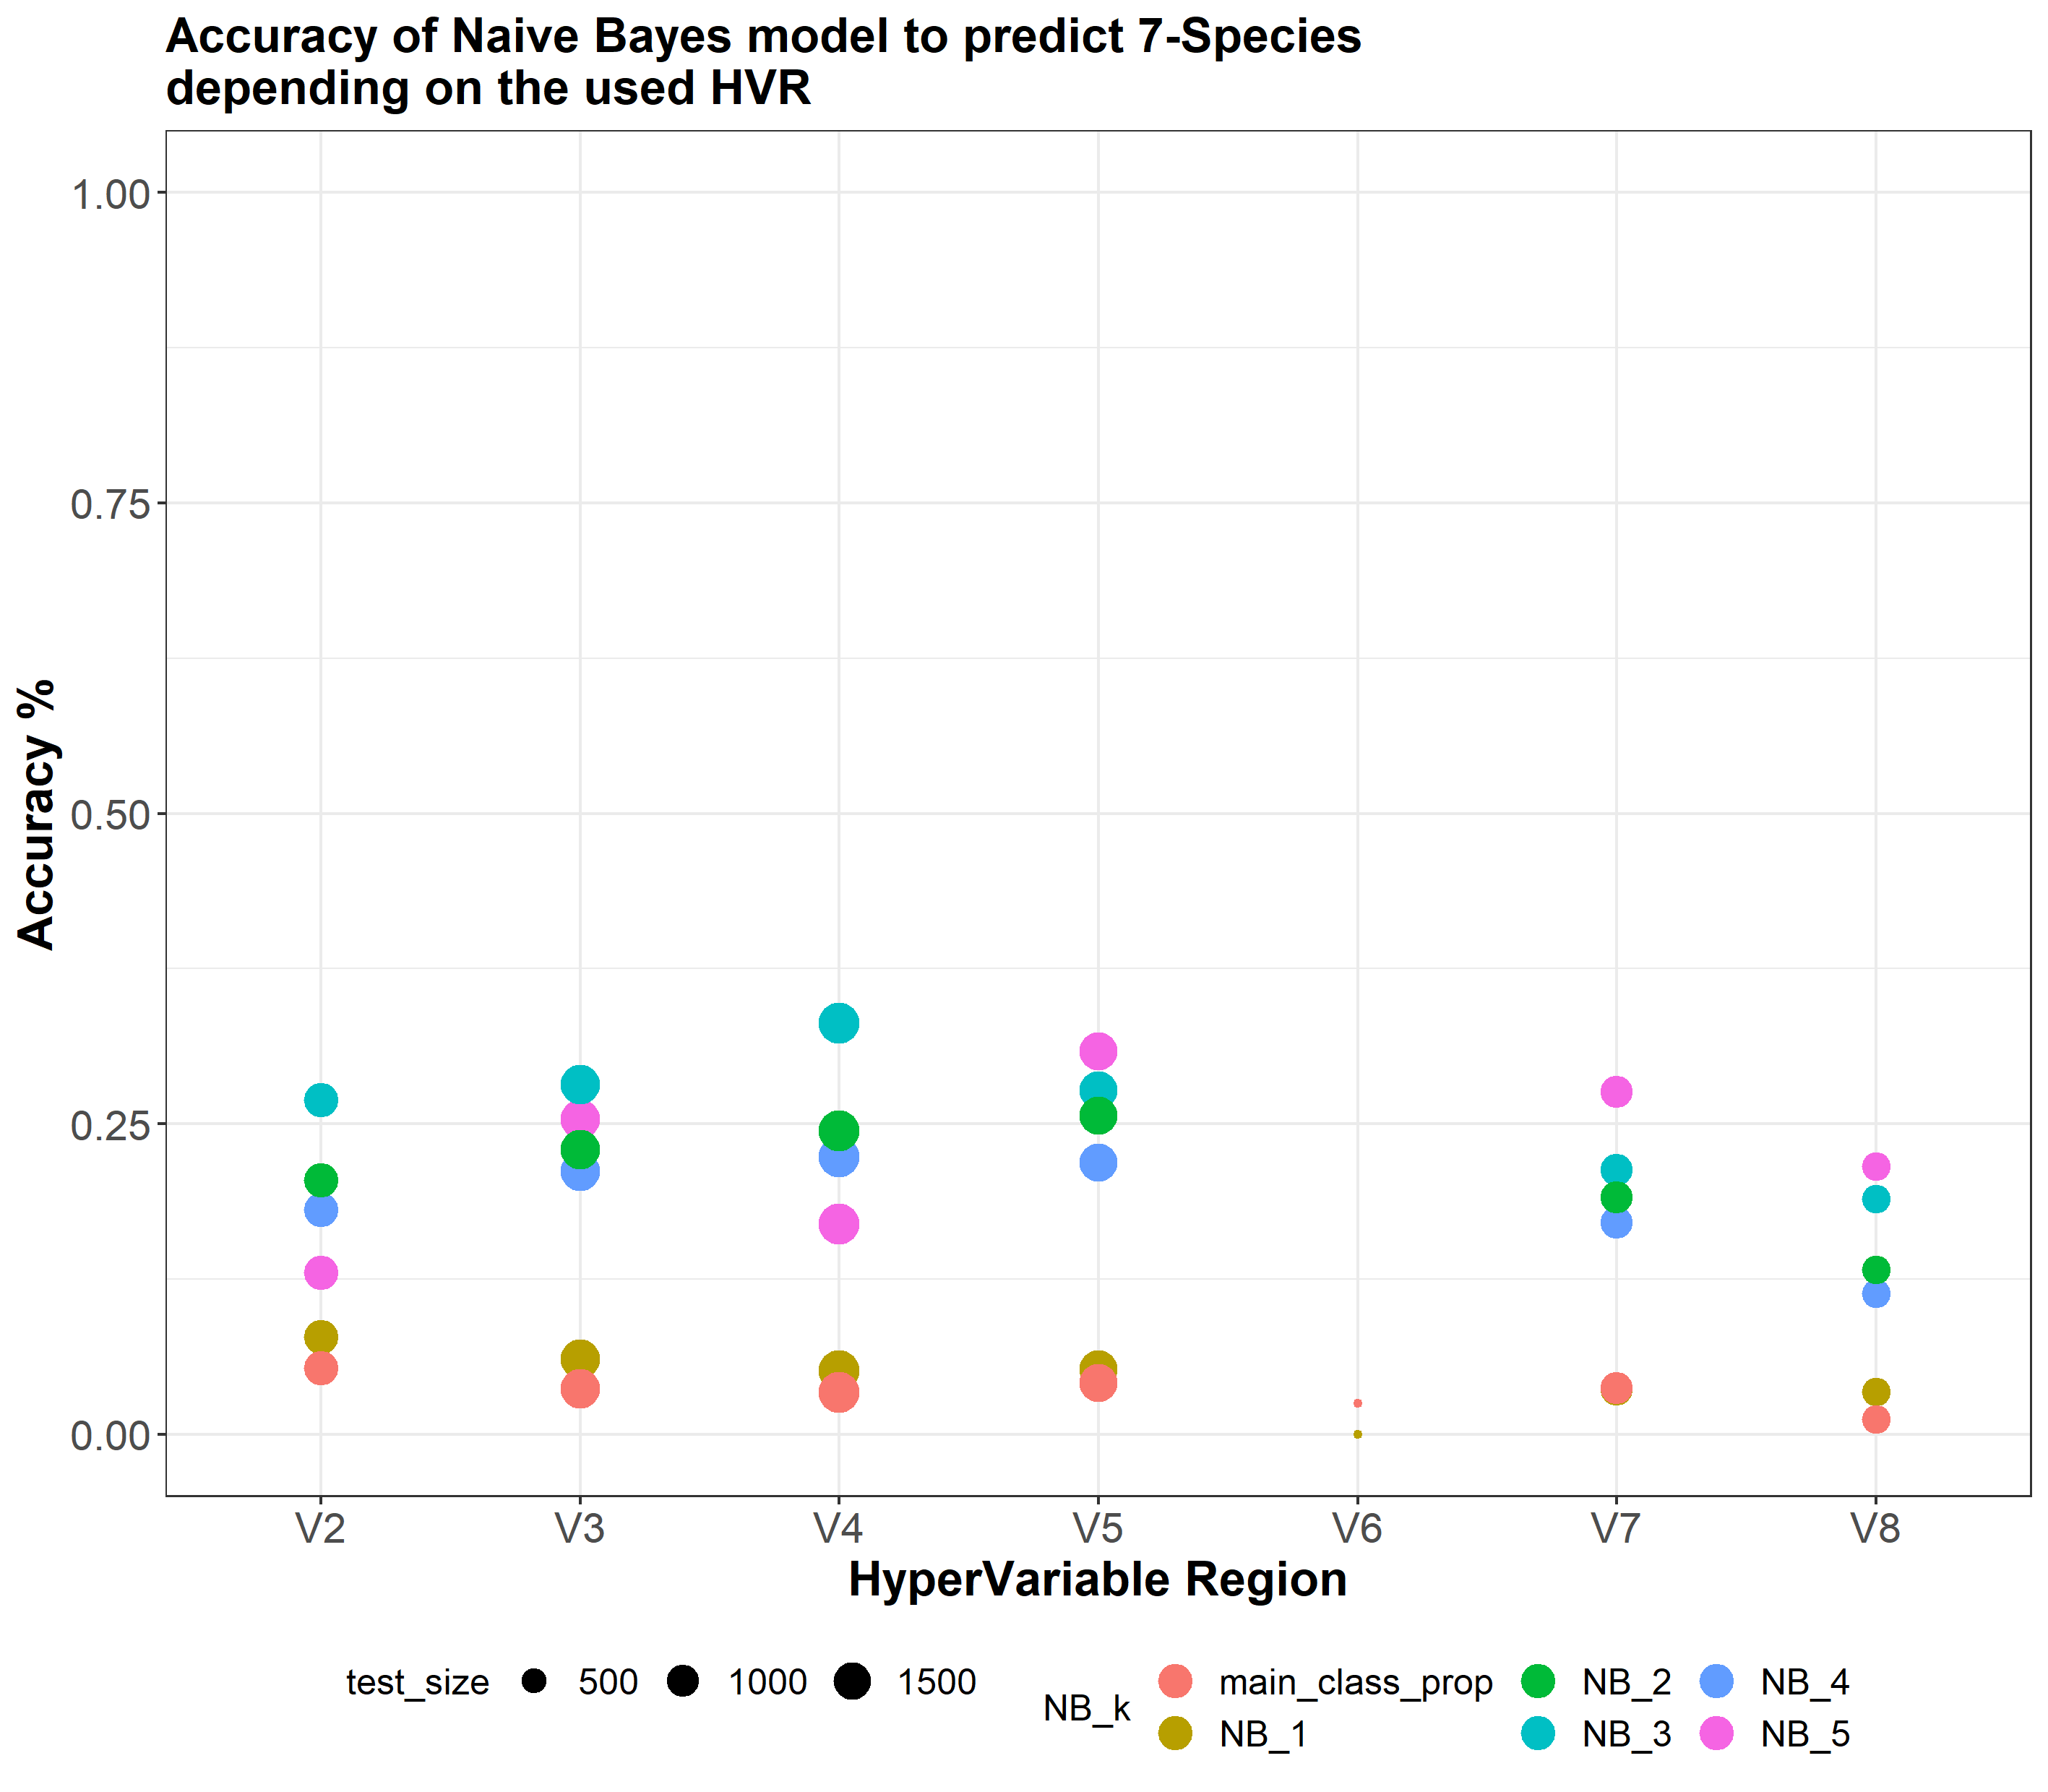 Accuracy of Naive Bayes model to predict 7-Species
depending on the used HVR
Accuracy %
1.00
0.75
0.50
0.25
0.00
V2 V3 V4 V5 V6 V7 V8
HyperVariable Region
test_size 500 1000 1500
NB_k
main_class_prop NB_2 NB_4
NB_1 NB_3 NB_5